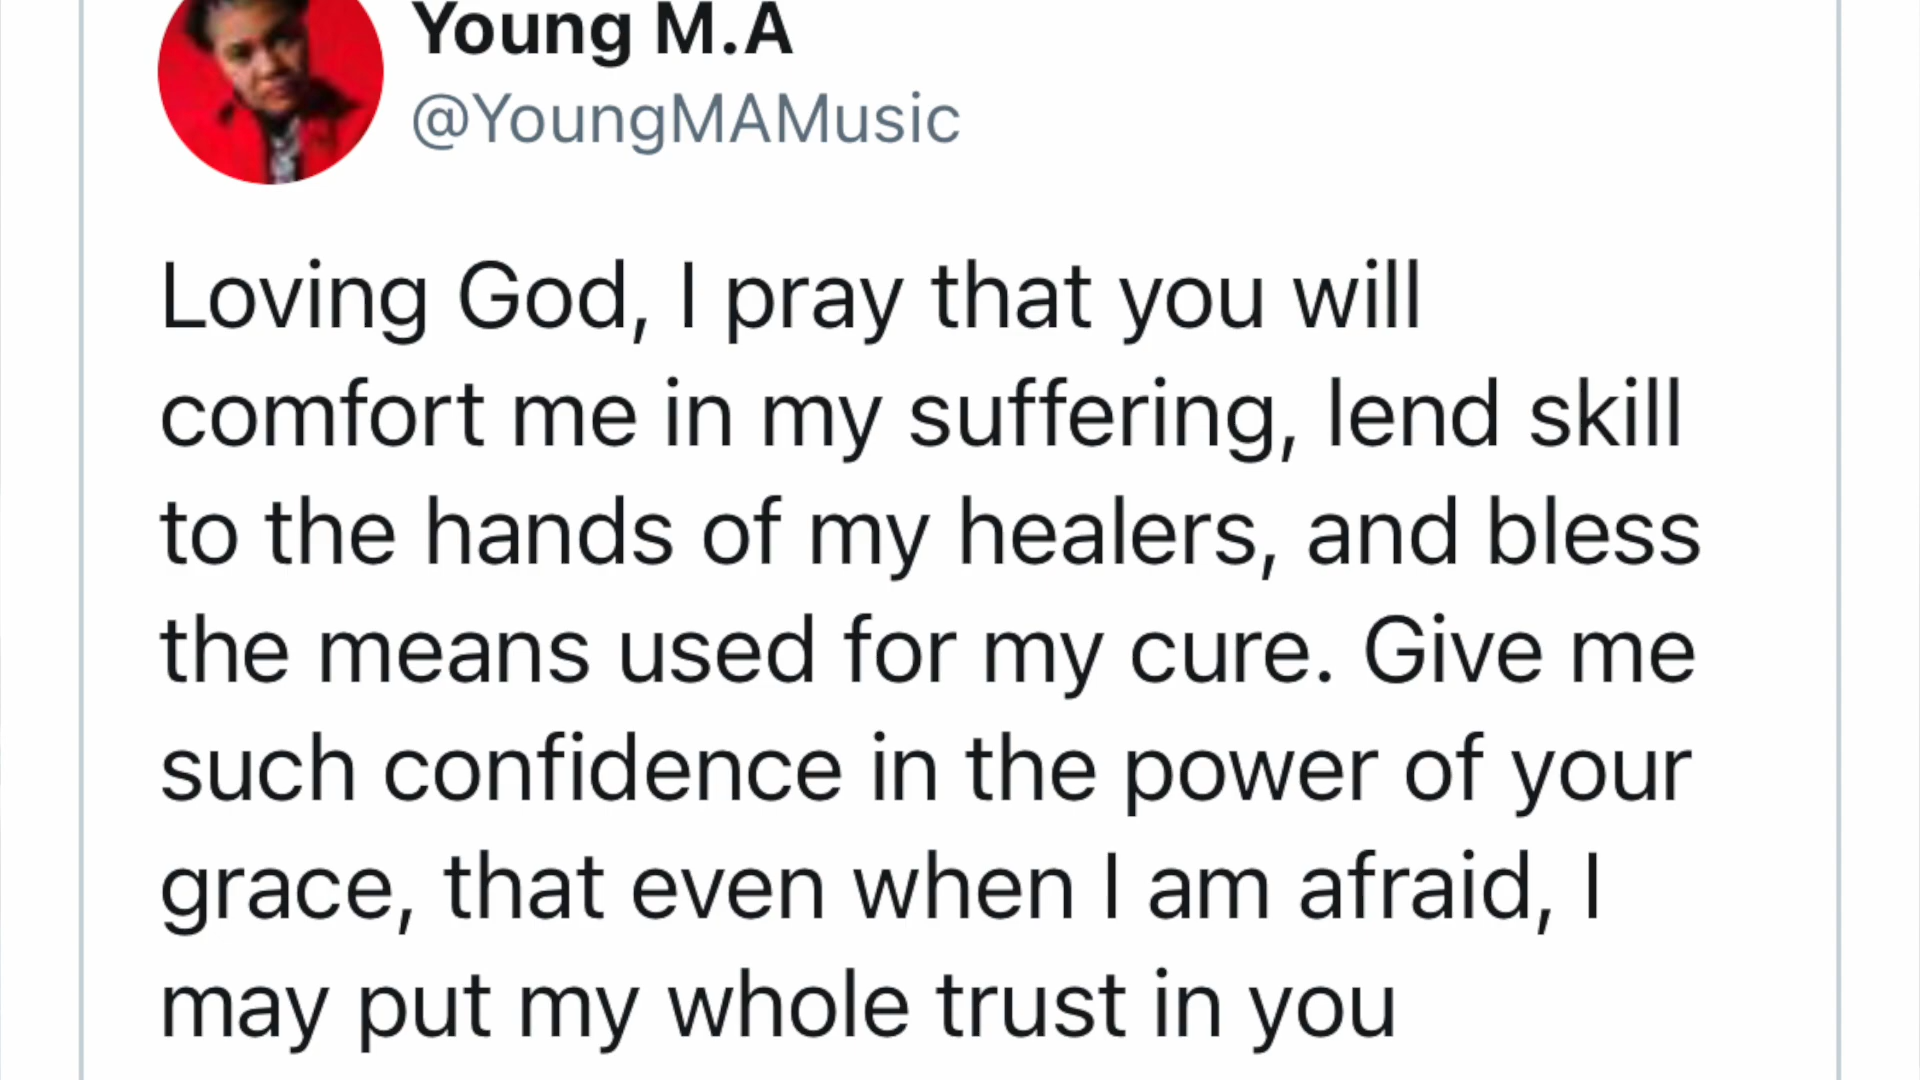 Young M.A
@YoungMAMusic
Loving God, I pray that you will
comfort me in my suffering, lend skill
to the hands of my healers, and bless
the means used for my cure. Give me
such confidence in the power of your
grace, that even when I am afraid, I
may put my whole trust in you